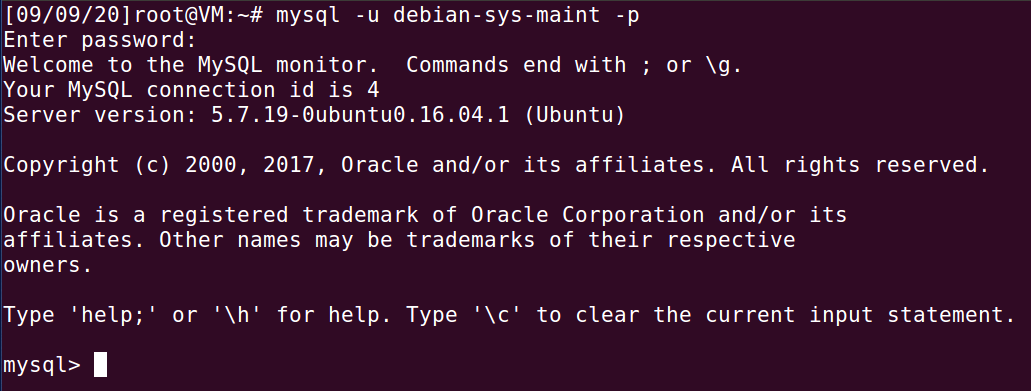 [09/09/20]root@VM:~# mysql -u debian-sys-maint -p
Enter password:
Welcome to the MySQL monitor.  Commands end with ; or \g.
Your MySQL connection id is 4
Server version: 5.7.19-0ubuntu0.16.04.1 (Ubuntu)
Copyright (c) 2000, 2017, Oracle and/or its affiliates. All rights reserved.
Oracle is a registered trademark of Oracle Corporation and/or its
affiliates. Other names may be trademarks of their respective
owners.
Type 'help;' or '\h' for help. Type '\c' to clear the current input statement.
mysql>